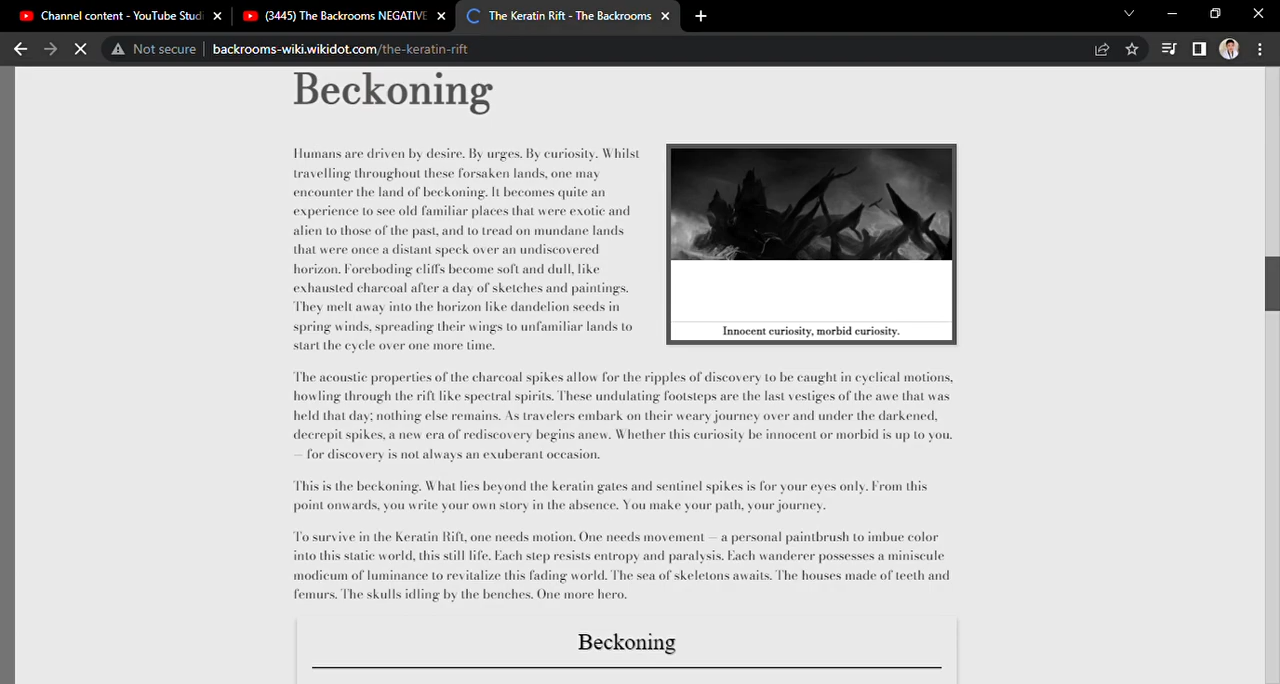 Content channel - YouTube Studi
(3445) The Backrooms NEGATIVE
The Keratin Rift - The Backrooms
Not secure
backrooms-wiki.wikidot.com/the-keratin-rift
Beckoning
Humans are driven by desire. By urges. By curiosity. Whilst
travelling throughout these forsaken lands, one may
encounter the land of beckoning. It becomes quite an
experience to see old familiar places that were exotic and
alien to those of the past, and to tread on mundane lands
that were once a distant speck over an undiscovered
horizon. Foreboding cliffs become soft and dull, like
exhausted charcoal after a day of sketches and paintings.
They melt away into the horizon like dandelion seeds in
spring winds, spreading their wings to unfamiliar lands to
start the cycle over one more time.
Innocent curiosity, morbid curiosity.
The acoustic properties of the charcoal spikes allow for the ripples of discovery to be caught in cyclical motions,
howling through the rift like spectral spirits. These undulating footsteps are the last vestiges of the awe that was
held that day; nothing else remains. As travelers embark on their weary journey over and under the darkened,
decrepit spikes, a new era of rediscovery begins anew. Whether this curiosity be innocent or morbid is up to you.
— for discovery is not always an exuberant occasion.
This is the beckoning. What lies beyond the keratin gates and sentinel spikes is for your eyes only. From this
point onwards, you write your own story in the absence. You make your path, your journey.
To survive in the Keratin Rift, one needs motion. One needs movement — a personal paintbrush to imbue color
into this static world, this still life. Each step resists entropy and paralysis. Each wanderer possesses a miniscule
modicum of luminance to revitalize this fading world. The sea of skeletons awaits. The houses made of teeth and
femurs. The skulls idling by the benches. One more hero.
Beckoning